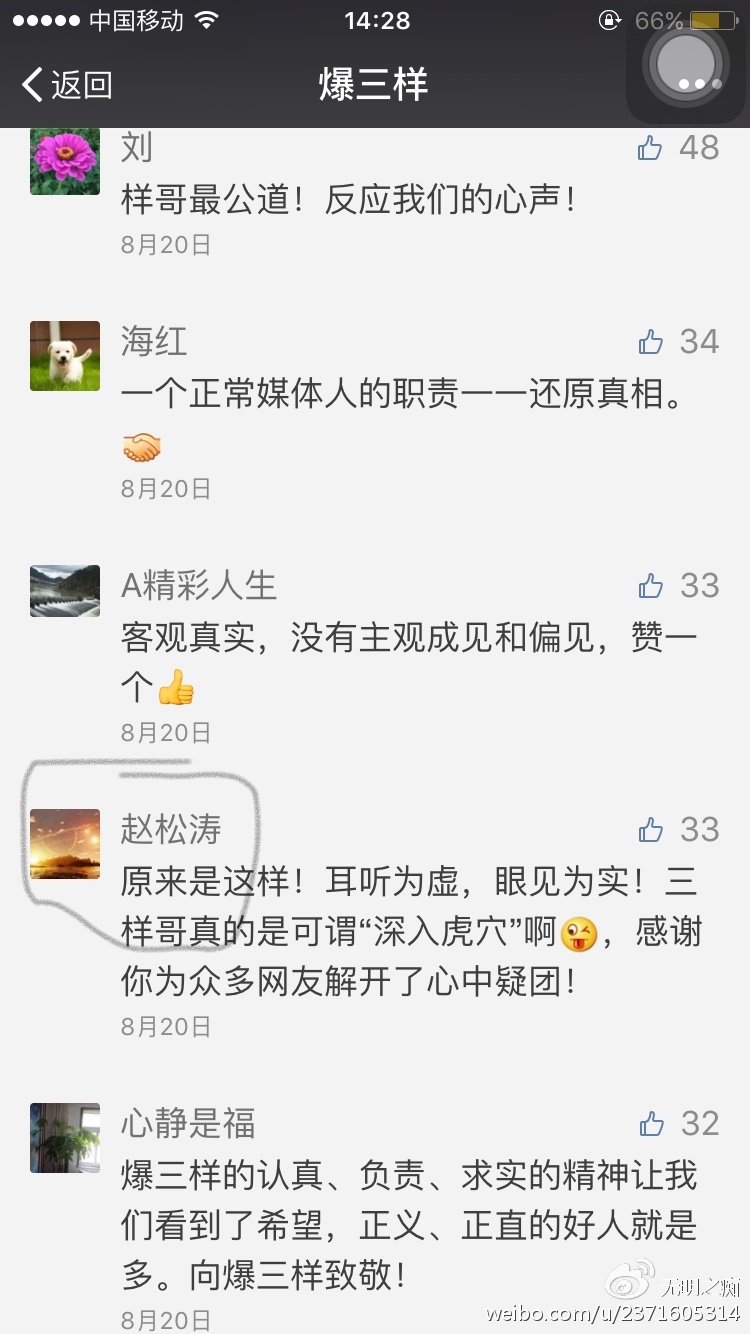 中国移动 14:28 66%
返回 爆三样
刘 48
样哥最公道！反应我们的心声！
8月20日
海红 34
一个正常媒体人的职责一一还原真相。
🤝
8月20日
A精彩人生 33
客观真实，没有主观成见和偏见，赞一
个👍
8月20日
赵松涛 33
原来是这样！耳听为虚，眼见为实！三
样哥真的是可谓“深入虎穴”啊😜，感谢
你为众多网友解开了心中疑团！
8月20日
心静是福 32
爆三样的认真、负责、求实的精神让我
们看到了希望，正义、正直的好人就是
多。向爆三样致敬！
8月20日
无明之痴
weibo.com/u/2371605314